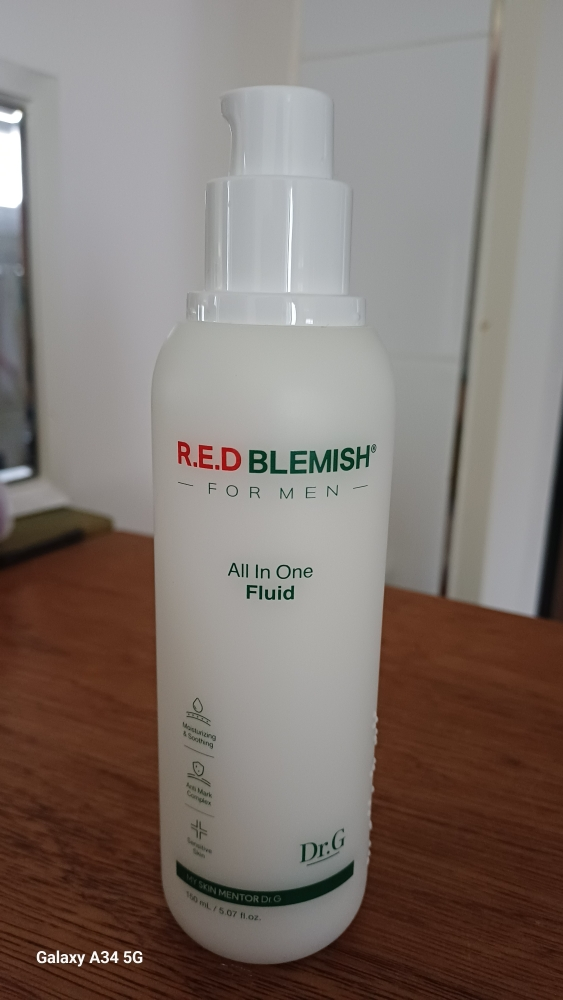 R.E.D BLEMISH®
— FOR MEN —
All In One
Fluid
Moisturizing
& Soothing
Anti Mark
Complex
Sensitive
Skin
Dr.G
MY SKIN MENTOR Dr.G
150 mL / 5.07 fl.oz.
Galaxy A34 5G